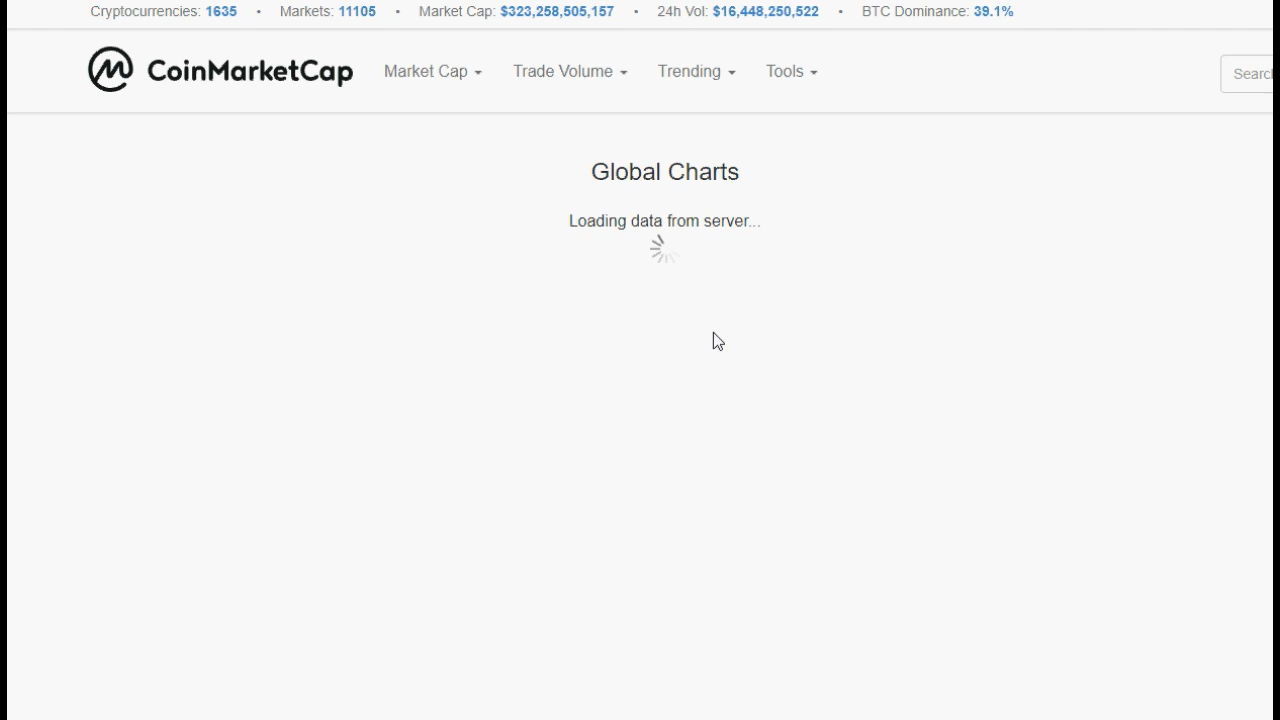 Cryptocurrencies: 1635 • Markets: 11105 • Market Cap: $323,258,505,157 • 24h Vol: $16,448,250,522 • BTC Dominance: 39.1%
CoinMarketCap Market Cap Trade Volume Trending Tools
Global Charts
Loading data from server...